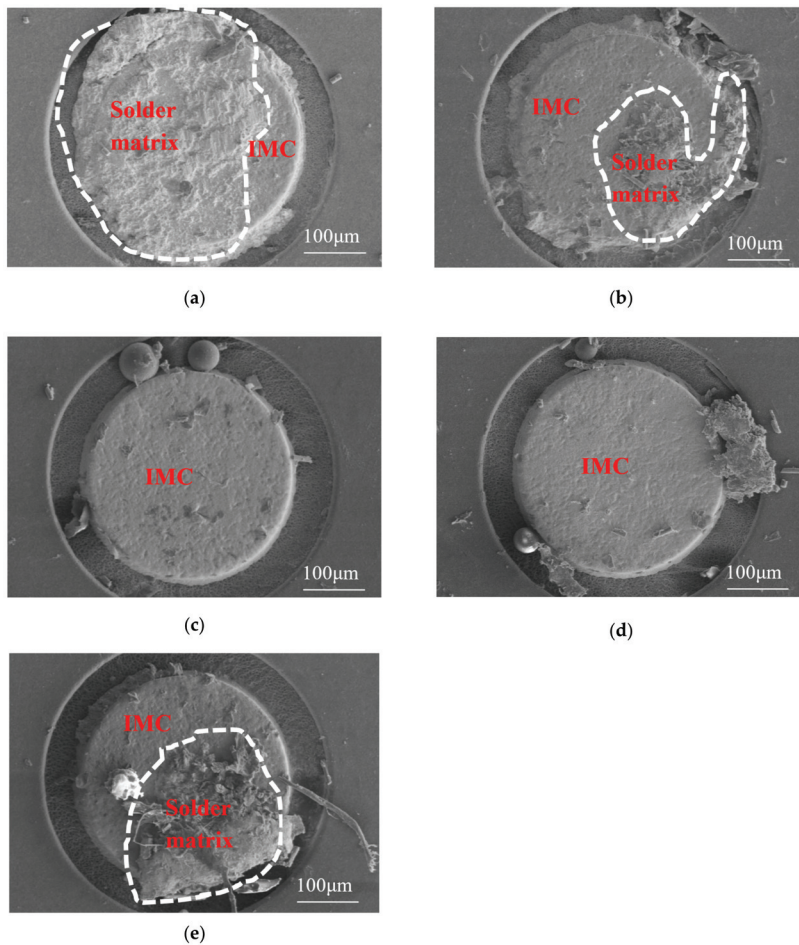 Solder
matrix
IMC
100μm
(a)
IMC
Solder
matrix
100μm
(b)
IMC
100μm
(c)
IMC
100μm
(d)
IMC
Solder
matrix
100μm
(e)